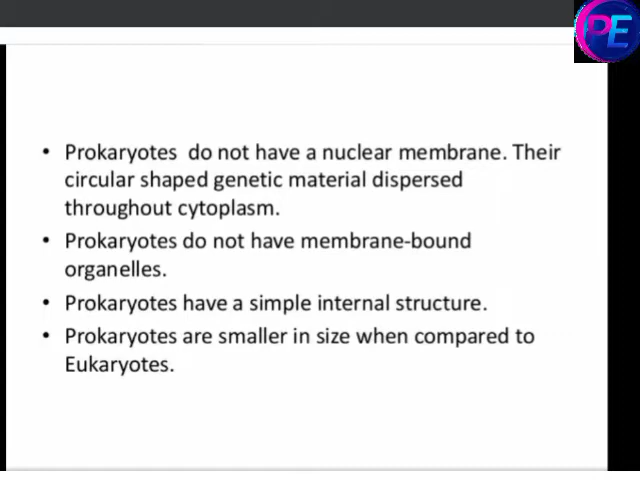 PE
• Prokaryotes do not have a nuclear membrane. Their
circular shaped genetic material dispersed
throughout cytoplasm.
• Prokaryotes do not have membrane-bound
organelles.
• Prokaryotes have a simple internal structure.
• Prokaryotes are smaller in size when compared to
Eukaryotes.